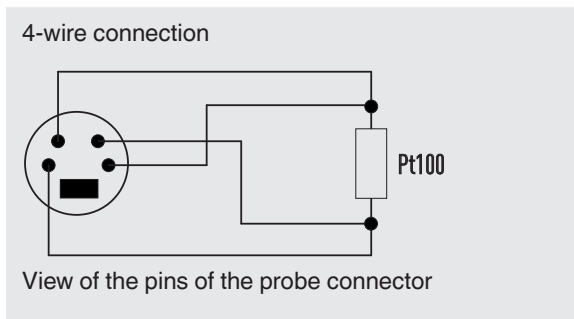 4-wire connection
Pt100
View of the pins of the probe connector